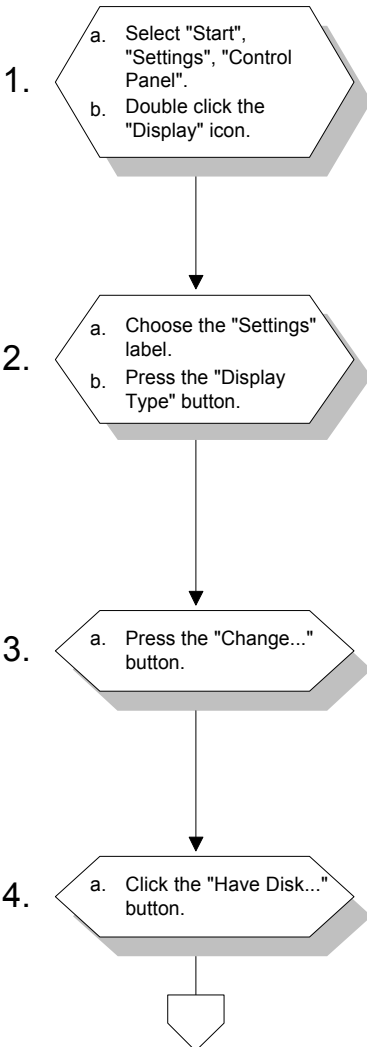 1.
a. Select "Start",
"Settings", "Control
Panel".
b. Double click the
"Display" icon.
2.
a. Choose the "Settings"
label.
b. Press the "Display
Type" button.
3.
a. Press the "Change..."
button.
4.
a. Click the "Have Disk..."
button.